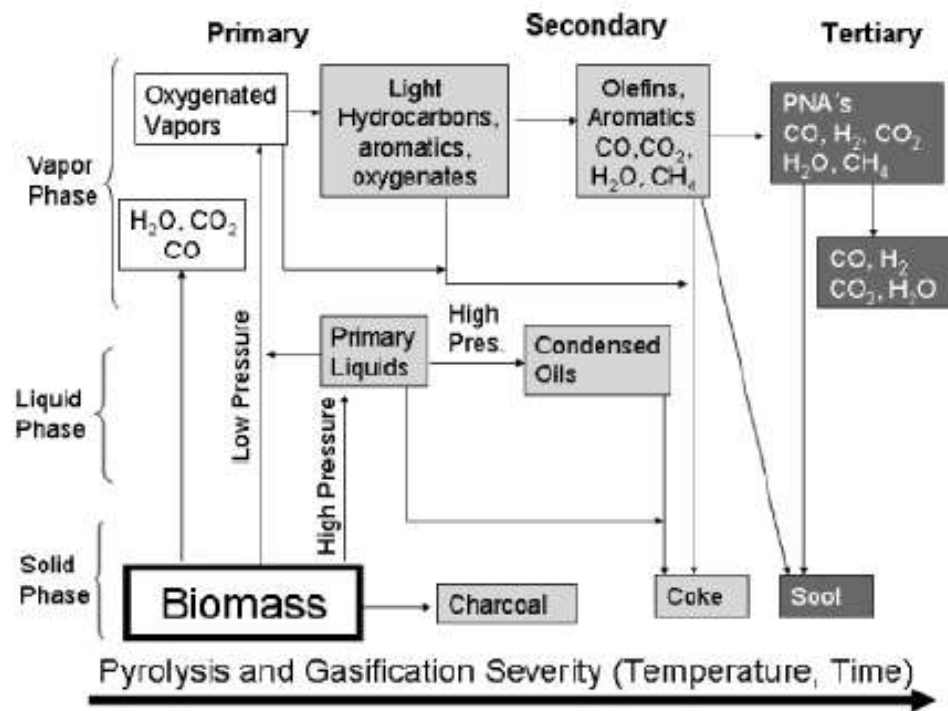 Primary
Secondary
Tertiary
Vapor
Phase
Oxygenated
Vapors
Light
Hydrocarbons,
aromatics,
oxygenates
Olefins,
Aromatics
CO,CO₂,
H₂O, CH₄
PNA's
CO, H₂, CO₂
H₂O, CH₄
H₂O, CO₂
CO
CO, H₂
CO₂, H₂O
Liquid
Phase
Low Pressure
Primary
Liquids
High
Pres.
Condensed
Oils
High Pressure
Solid
Phase
Biomass
Charcoal
Coke
Soot
Pyrolysis and Gasification Severity (Temperature, Time)